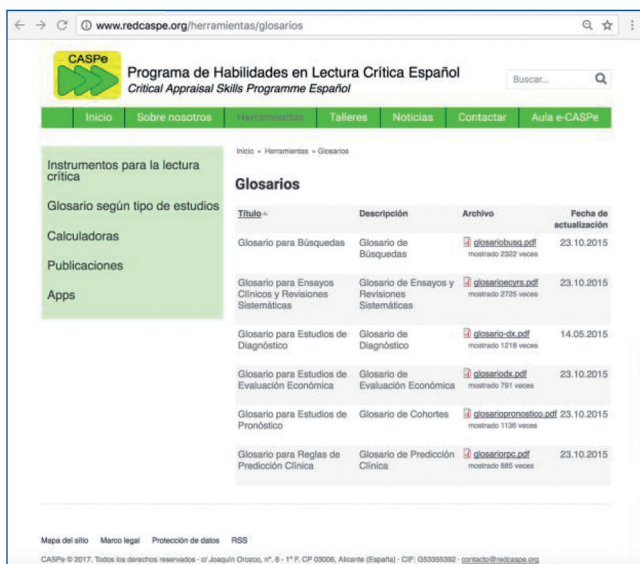 www.redcaspe.org/herramientas/glosarios
CASPe
Programa de Habilidades en Lectura Crítica Español
Critical Appraisal Skills Programme Español
Buscar...
Inicio Sobre nosotros Herramientas Talleres Noticias Contactar Aula e-CASPe
Instrumentos para la lectura
crítica
Glosario según tipo de estudios
Calculadoras
Publicaciones
Apps
Inicio » Herramientas » Glosarios
Glosarios
Título Descripción Archivo Fecha de
actualización
Glosario para Búsquedas Glosario de glosariobusq.pdf 23.10.2015
Búsquedas mostrado 2322 veces
Glosario para Ensayos Glosario de Ensayos y glosarioecyrs.pdf 23.10.2015
Clínicos y Revisiones Revisiones mostrado 2725 veces
Sistemáticas Sistemáticas
Glosario para Estudios de Glosario de glosario-dx.pdf 14.05.2015
Diagnóstico Diagnóstico mostrado 1218 veces
Glosario para Estudios de Glosario de glosariodx.pdf 23.10.2015
Evaluación Económica Evaluación Económica mostrado 791 veces
Glosario para Estudios de Glosario de Cohortes glosariopronostico.pdf 23.10.2015
Pronóstico mostrado 1136 veces
Glosario para Reglas de Glosario de Predicción glosariorpc.pdf 23.10.2015
Predicción Clínica Clínica mostrado 885 veces
Mapa del sitio Marco legal Protección de datos RSS
CASPe © 2017. Todos los derechos reservados - c/ Joaquín Orozco, nº. 6 - 1º F. CP 03006, Alicante (España) - CIF: G53355392 - contacto@redcaspe.org